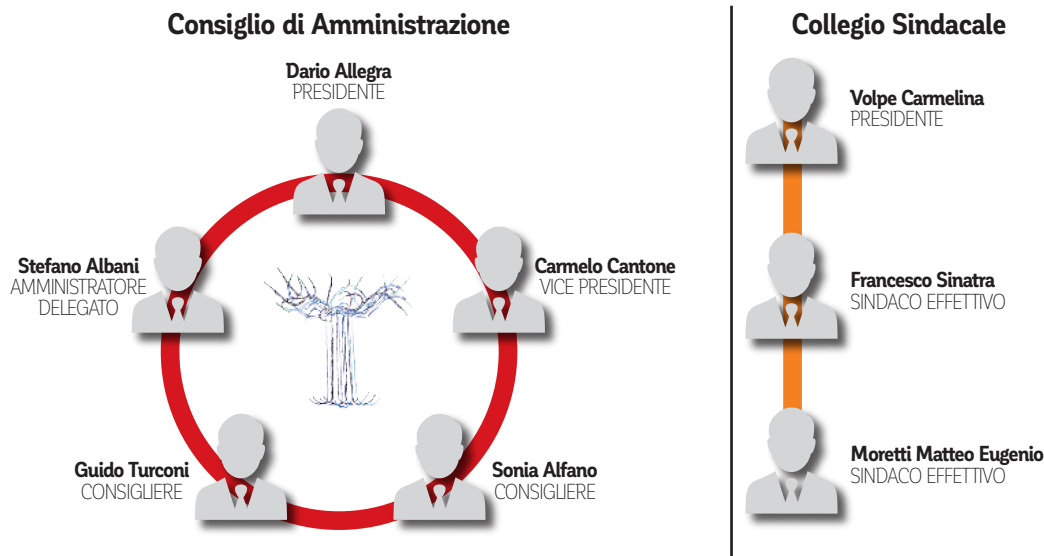 Consiglio di Amministrazione
Dario Allegra
PRESIDENTE
Stefano Albani
AMMINISTRATORE
DELEGATO
Carmelo Cantone
VICE PRESIDENTE
Guido Turconi
CONSIGLIERE
Sonia Alfano
CONSIGLIERE
Collegio Sindacale
Volpe Carmelina
PRESIDENTE
Francesco Sinatra
SINDACO EFFETTIVO
Moretti Matteo Eugenio
SINDACO EFFETTIVO